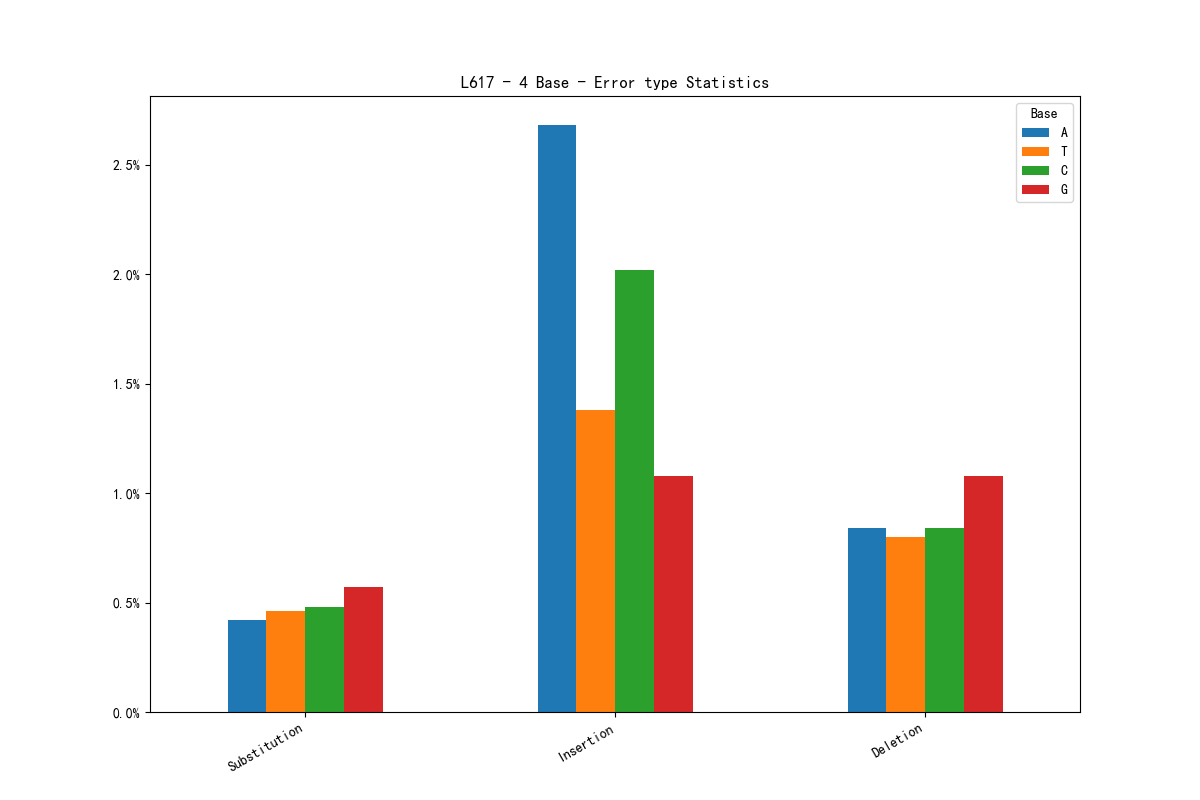 L617 - 4 Base - Error type Statistics
Base
A
T
C
G
2.5%
2.0%
1.5%
1.0%
0.5%
0.0%
Substitution
Insertion
Deletion